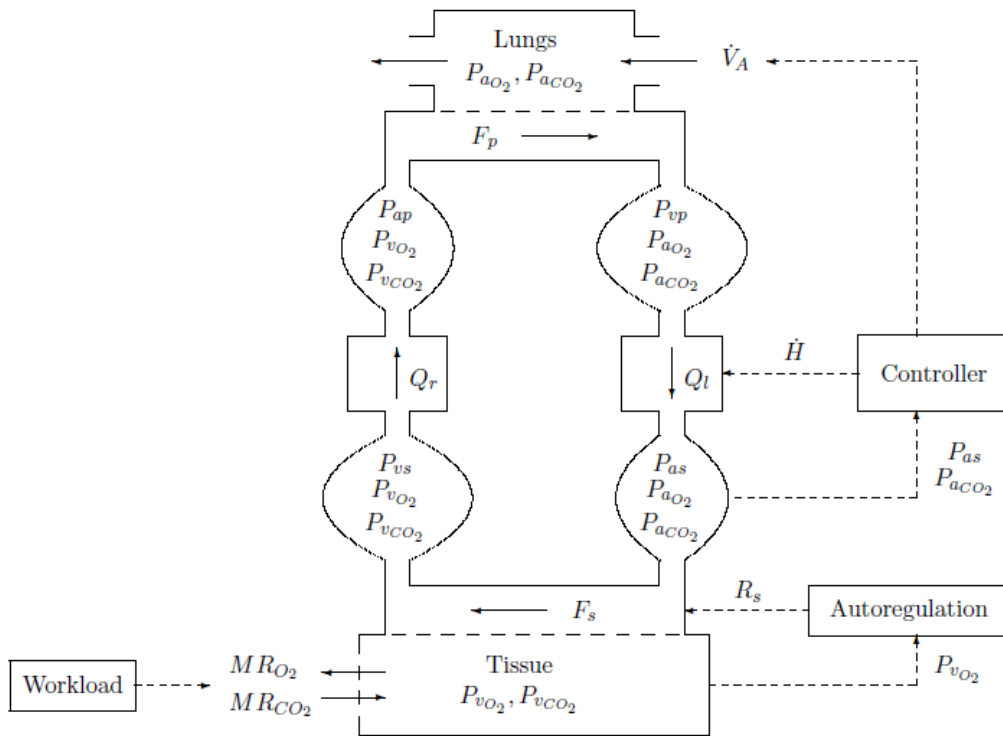 Lungs
P_{a_{O_2}}, P_{a_{CO_2}}
\dot{V}_A
F_p
P_{ap}
P_{v_{O_2}}
P_{v_{CO_2}}
P_{vp}
P_{a_{O_2}}
P_{a_{CO_2}}
Q_r
Q_l
\dot{H}
Controller
P_{vs}
P_{v_{O_2}}
P_{v_{CO_2}}
P_{as}
P_{a_{O_2}}
P_{a_{CO_2}}
P_{as}
P_{a_{CO_2}}
F_s
R_s
Autoregulation
Workload
MR_{O_2}
MR_{CO_2}
Tissue
P_{v_{O_2}}, P_{v_{CO_2}}
P_{v_{O_2}}